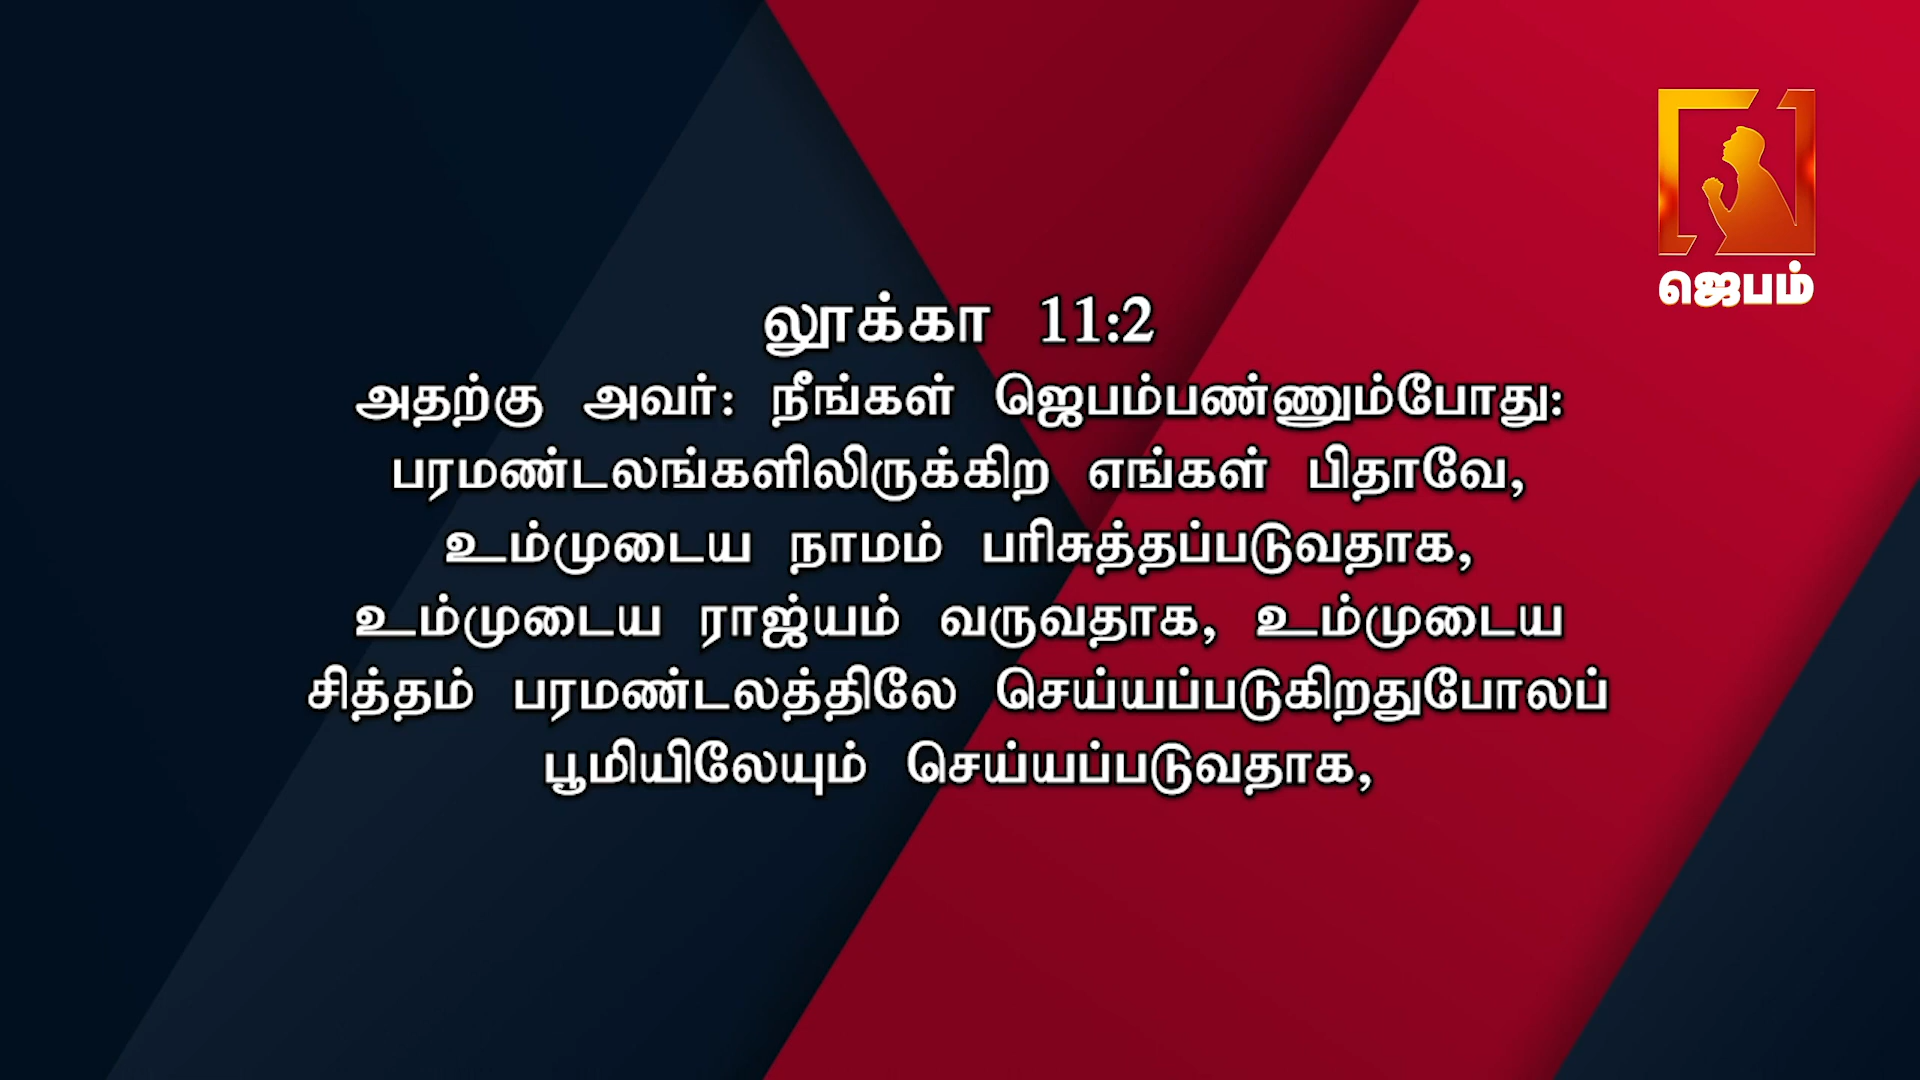 ஜெபம்
லூக்கா 11:2
அதற்கு அவர்: நீங்கள் ஜெபம்பண்ணும்போது:
பரமண்டலங்களிலிருக்கிற எங்கள் பிதாவே,
உம்முடைய நாமம் பரிசுத்தப்படுவதாக,
உம்முடைய ராஜ்யம் வருவதாக, உம்முடைய
சித்தம் பரமண்டலத்திலே செய்யப்படுகிறதுபோலப்
பூமியிலேயும் செய்யப்படுவதாக,